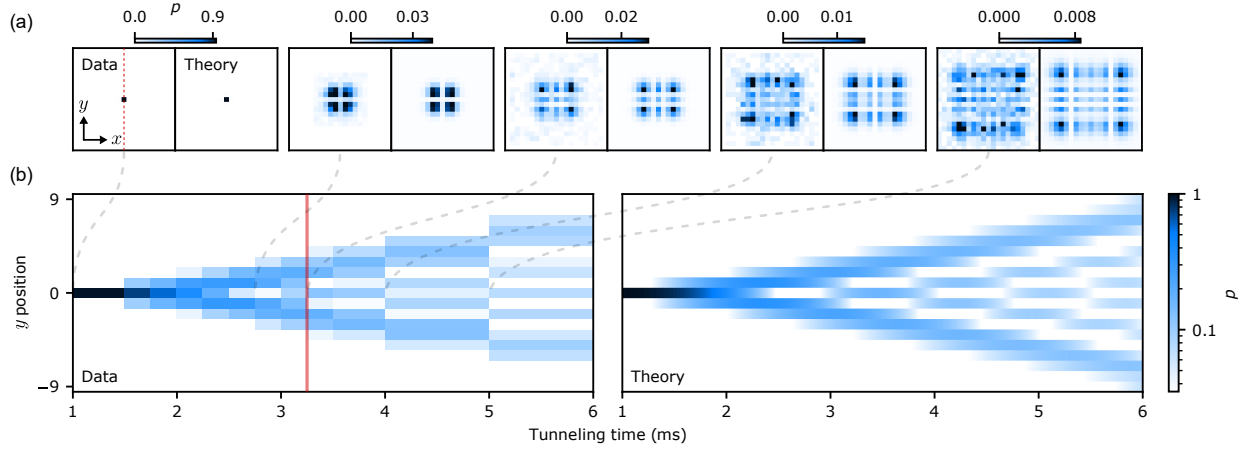 (a)
p
0.0 0.9
0.00 0.03
0.00 0.02
0.00 0.01
0.000 0.008
Data Theory
y
x
(b)
9
0
−9
y position
Data
Theory
1 2 3 4 5 6
1 2 3 4 5 6
Tunneling time (ms)
1
0.1
p